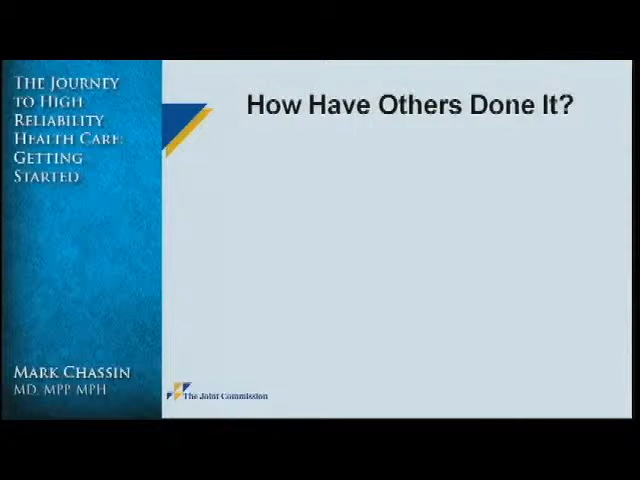 The Journey
to High
Reliability
Health Care:
Getting
Started
How Have Others Done It?
Mark Chassin
MD, MPP MPH
The Joint Commission